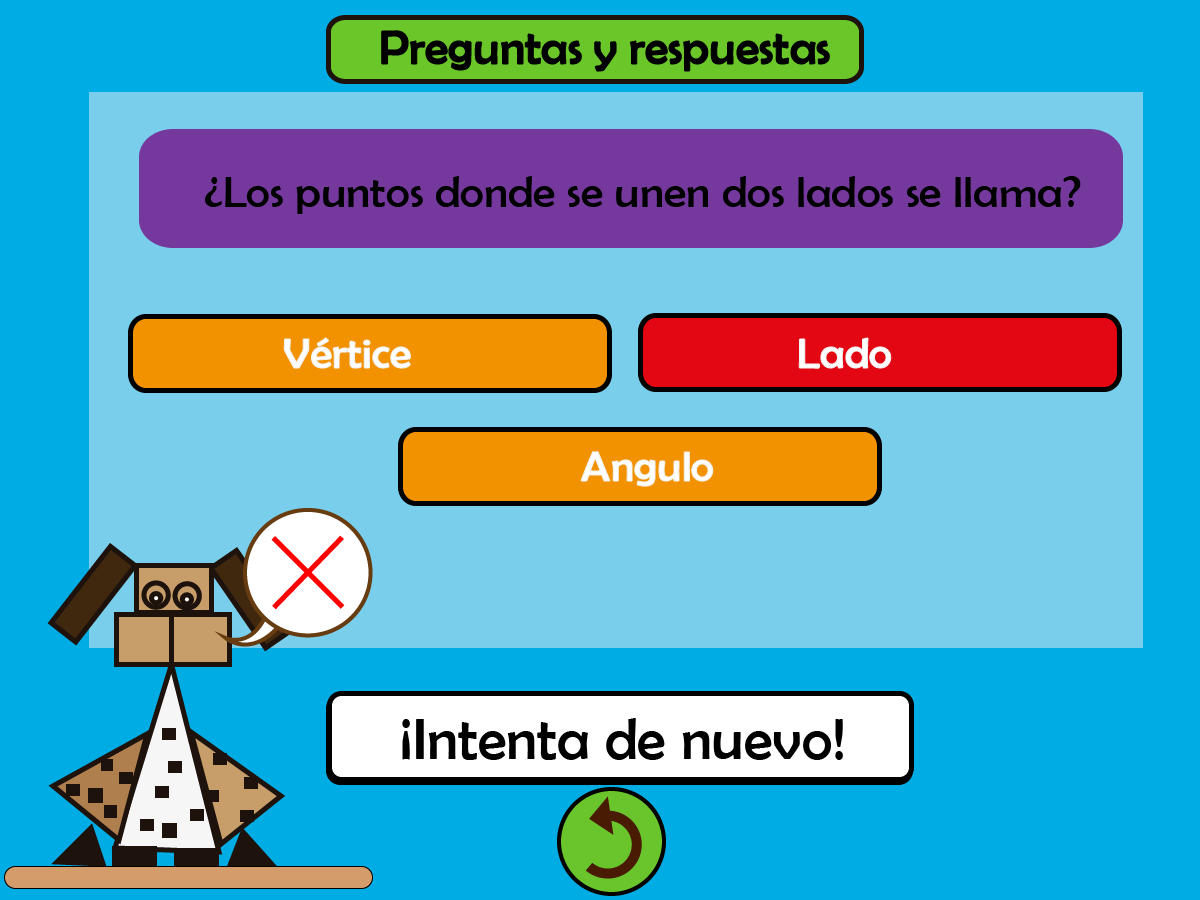 Preguntas y respuestas
¿Los puntos donde se unen dos lados se llama?
Vértice
Lado
Angulo
¡Intenta de nuevo!